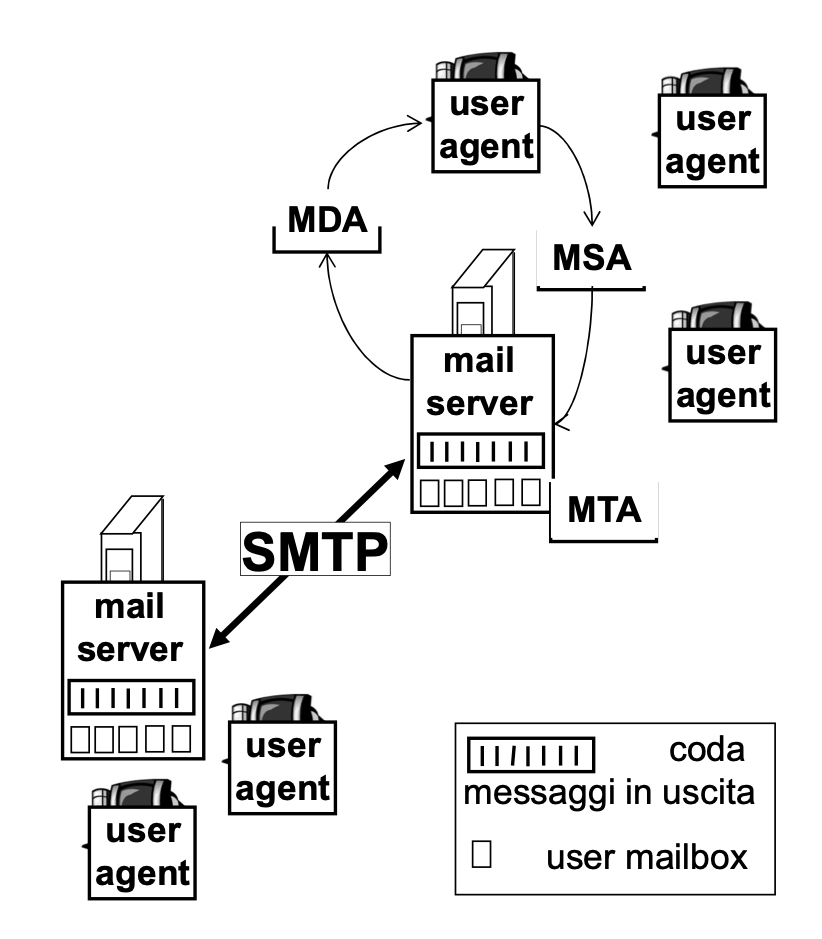 user
agent
user
agent
MDA
MSA
user
agent
mail
server
MTA
SMTP
mail
server
user
agent
user
agent
coda
messaggi in uscita
user mailbox